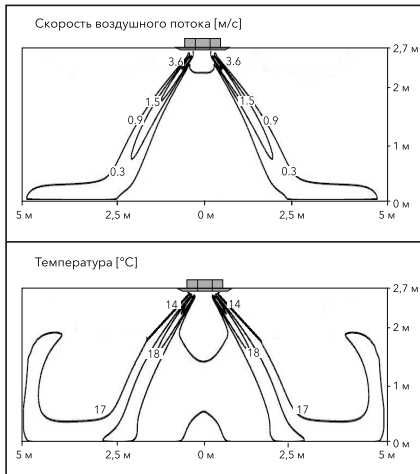 Скорость воздушного потока [м/с]
2,7 м
3.6 3.6
2 м
1.5 1.5
0.9 0.9
1 м
0.3 0.3
0 м
5 м 2,5 м 0 м 2,5 м 5 м
Температура [°C]
2,7 м
14 14
2 м
18 18
1 м
17 17
0 м
5 м 2,5 м 0 м 2,5 м 5 м